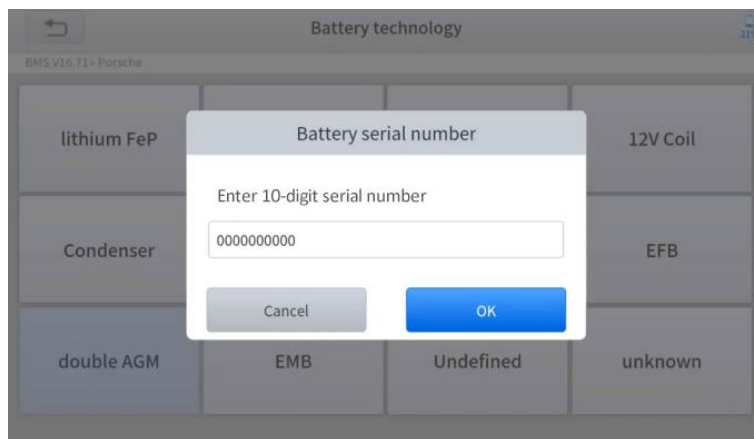 Battery technology
BMS V16.71> Porsche
lithium FeP
12V Coil
Battery serial number
Enter 10-digit serial number
0000000000
Condenser
EFB
Cancel
OK
double AGM
EMB
Undefined
unknown